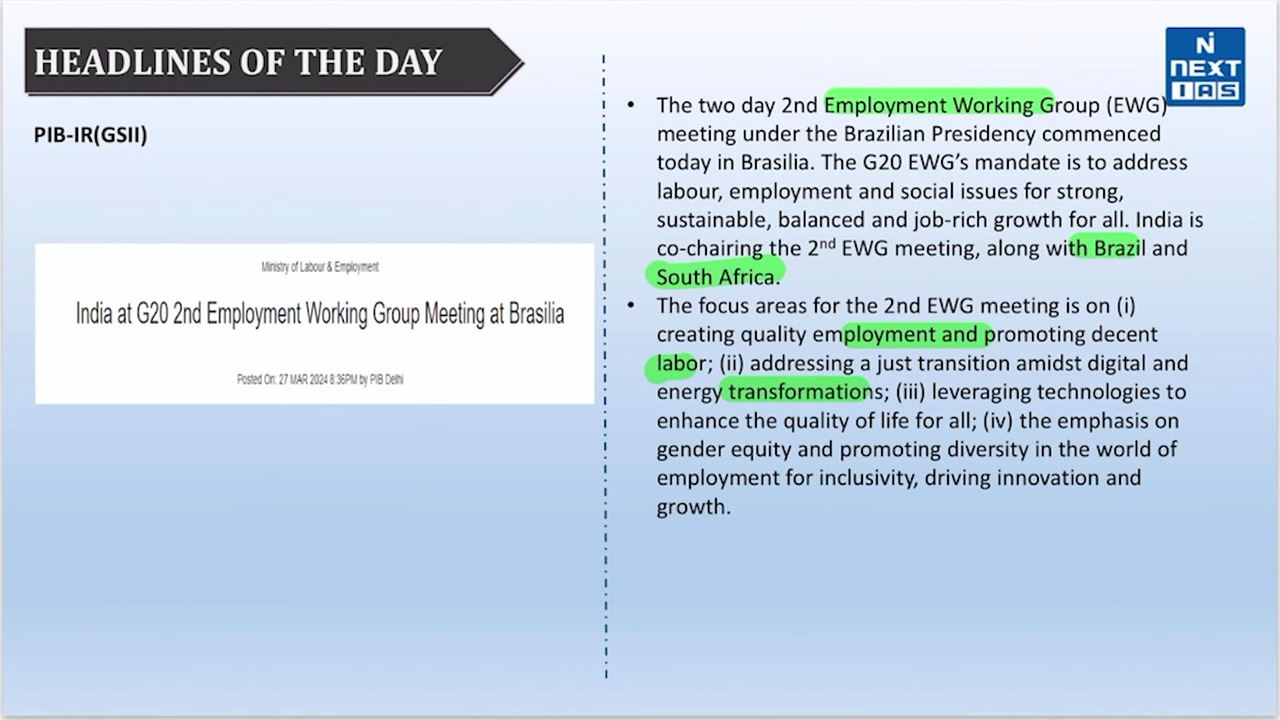 HEADLINES OF THE DAY
NEXT
IAS
PIB-IR(GSII)
Ministry of Labour & Employment
India at G20 2nd Employment Working Group Meeting at Brasilia
Posted On: 27 MAR 2024 8:36PM by PIB Delhi
• The two day 2nd Employment Working Group (EWG)
meeting under the Brazilian Presidency commenced
today in Brasilia. The G20 EWG's mandate is to address
labour, employment and social issues for strong,
sustainable, balanced and job-rich growth for all. India is
co-chairing the 2nd EWG meeting, along with Brazil and
South Africa.
• The focus areas for the 2nd EWG meeting is on (i)
creating quality employment and promoting decent
labor; (ii) addressing a just transition amidst digital and
energy transformations; (iii) leveraging technologies to
enhance the quality of life for all; (iv) the emphasis on
gender equity and promoting diversity in the world of
employment for inclusivity, driving innovation and
growth.